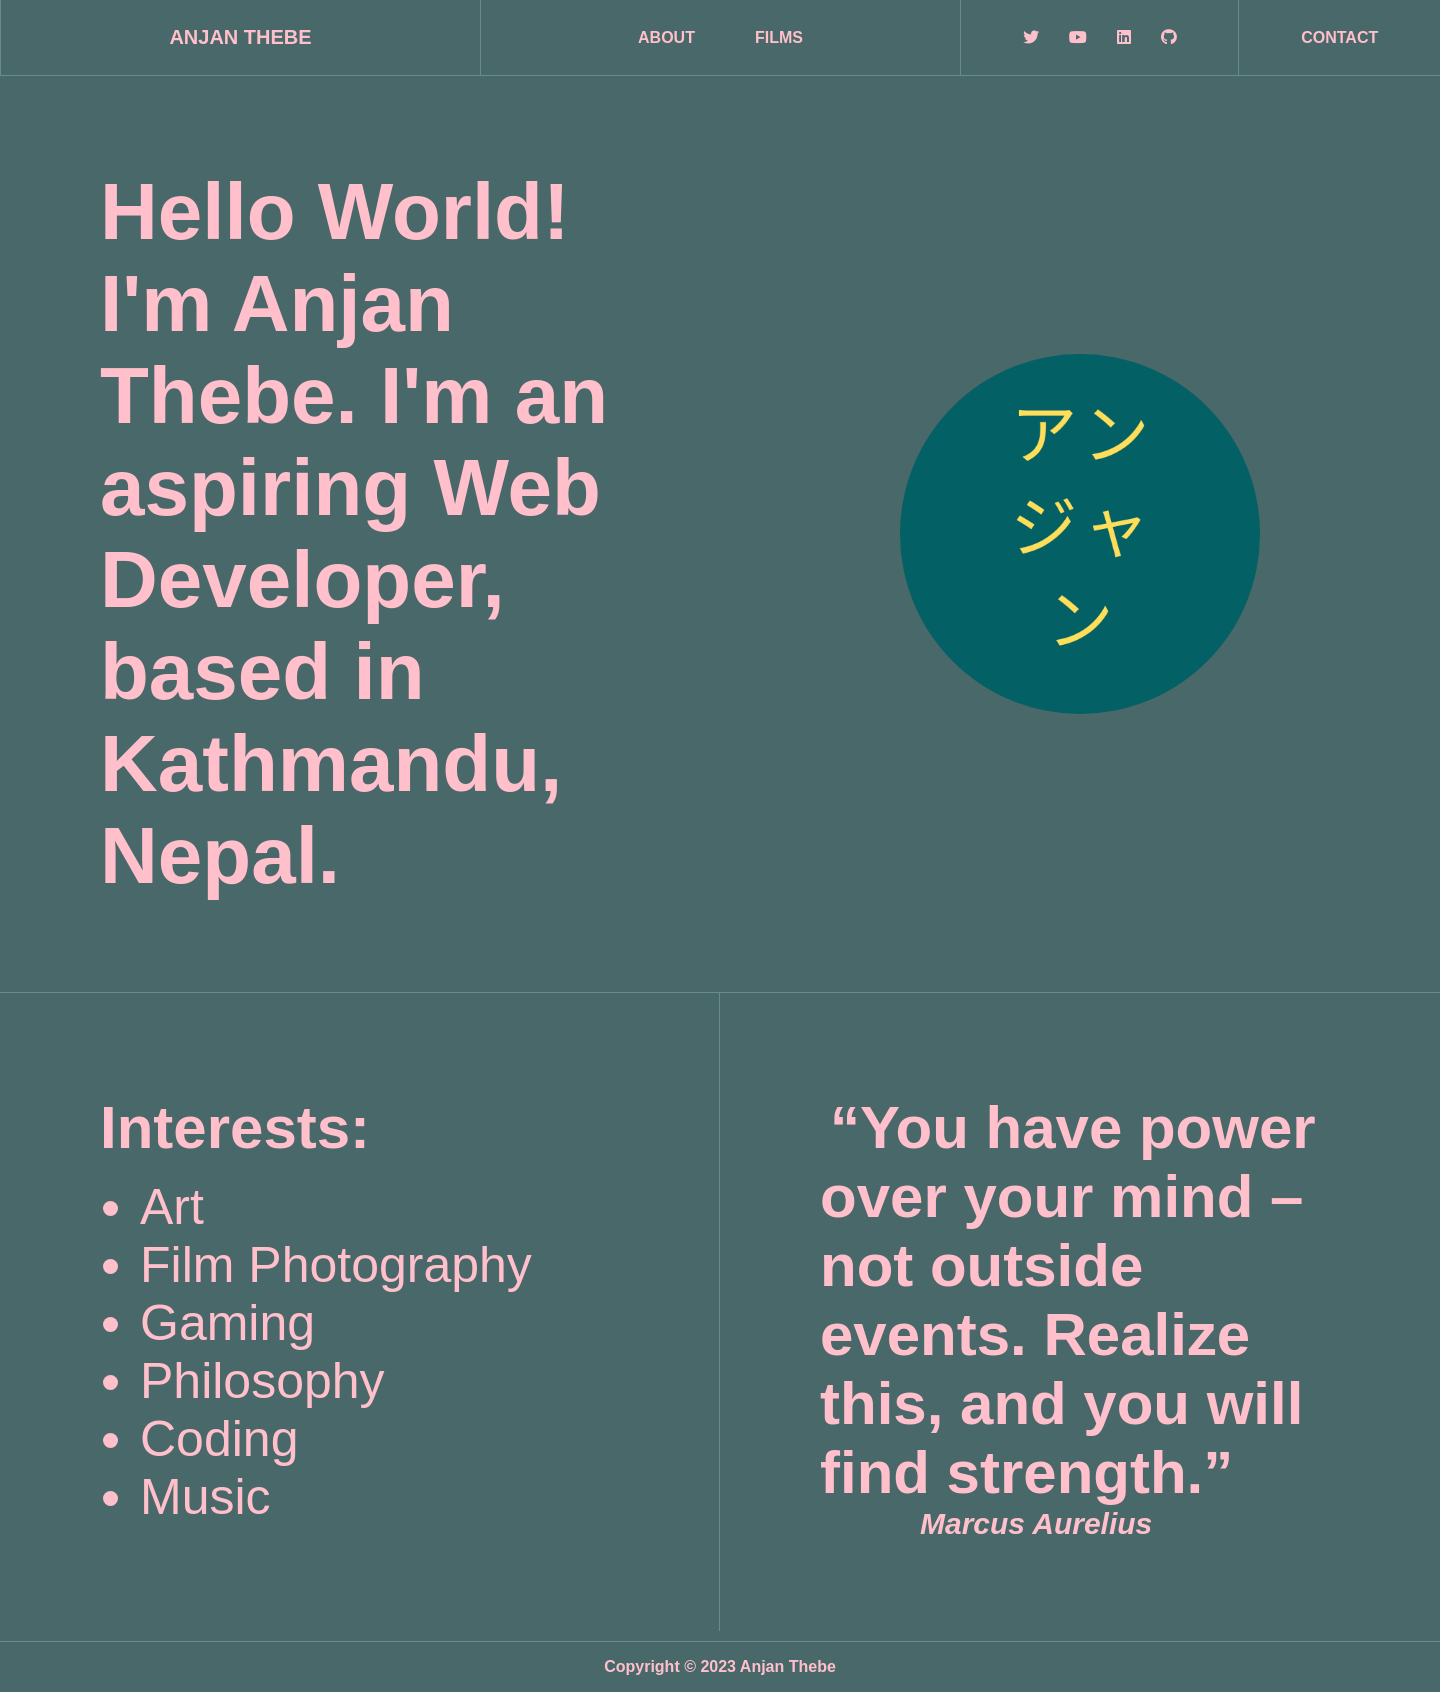 ANJAN THEBE
ABOUT
FILMS
CONTACT
Hello World!
I'm Anjan
Thebe. I'm an
aspiring Web
Developer,
based in
Kathmandu,
Nepal.
アン
ジャ
ン
Interests:
Art
Film Photography
Gaming
Philosophy
Coding
Music
“You have power
over your mind –
not outside
events. Realize
this, and you will
find strength.”
Marcus Aurelius
Copyright © 2023 Anjan Thebe